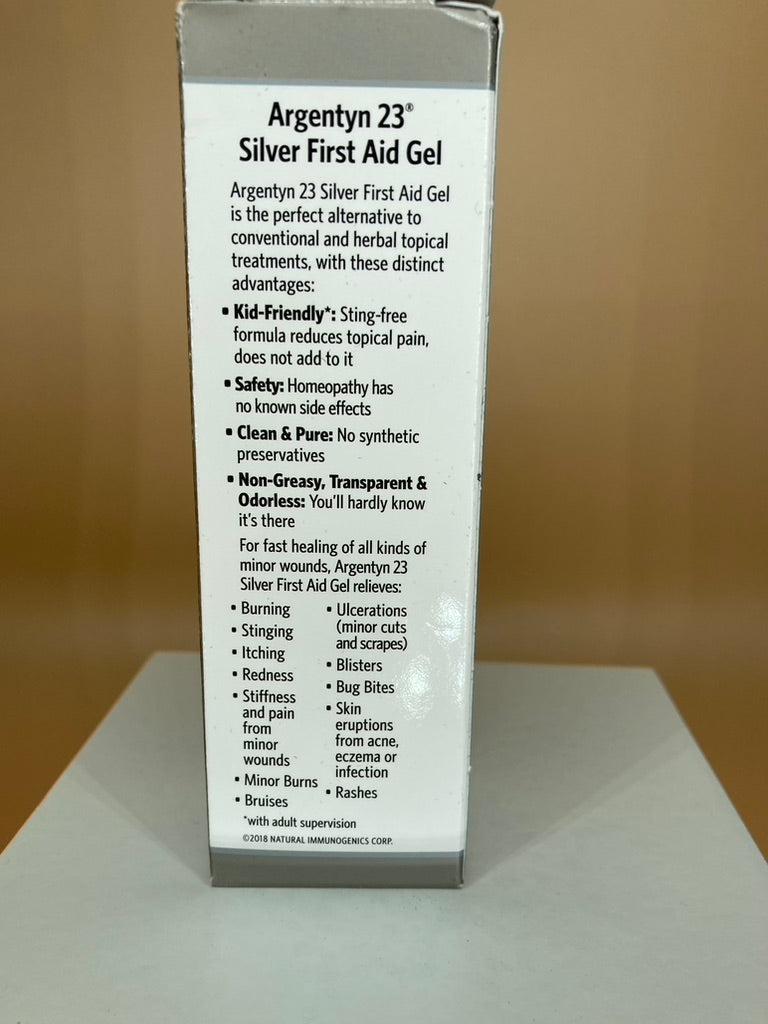 Argentyn 23®
Silver First Aid Gel
Argentyn 23 Silver First Aid Gel
is the perfect alternative to
conventional and herbal topical
treatments, with these distinct
advantages:
▪ Kid-Friendly*: Sting-free
formula reduces topical pain,
does not add to it
▪ Safety: Homeopathy has
no known side effects
▪ Clean & Pure: No synthetic
preservatives
▪ Non-Greasy, Transparent &
Odorless: You'll hardly know
it's there
For fast healing of all kinds of
minor wounds, Argentyn 23
Silver First Aid Gel relieves:
▪ Burning
▪ Stinging
▪ Itching
▪ Redness
▪ Stiffness
and pain
from
minor
wounds
▪ Minor Burns
▪ Bruises
▪ Ulcerations
(minor cuts
and scrapes)
▪ Blisters
▪ Bug Bites
▪ Skin
eruptions
from acne,
eczema or
infection
▪ Rashes
*with adult supervision
©2018 NATURAL IMMUNOGENICS CORP.